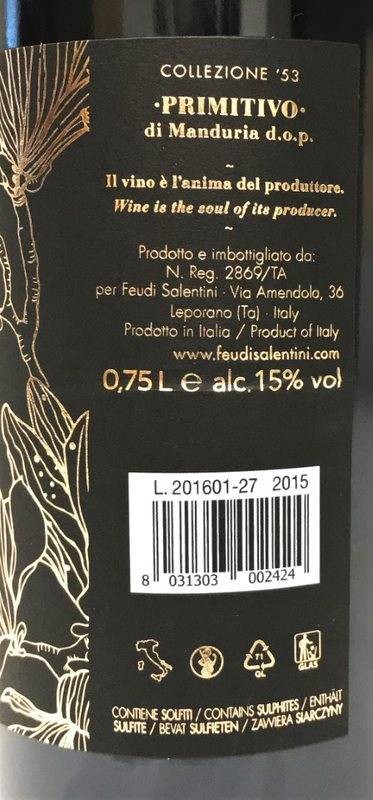 COLLEZIONE '53
·PRIMITIVO·
di Manduria d.o.p.
~
Il vino è l'anima del produttore.
Wine is the soul of its producer.
~
Prodotto e imbottigliato da:
N. Reg. 2869/TA
per Feudi Salentini · Via Amendola, 36
Leporano (Ta) · Italy
Prodotto in Italia / Product of Italy
www.feudisalentini.com
0,75 L e alc. 15% vol
L. 201601-27 2015
8 031303 002424
71
GL GLAS
CONTIENE SOLFITI / CONTAINS SULPHITES / ENTHÄLT
SULFITE / BEVAT SULFIETEN / ZAWIERA SIARCZYNY